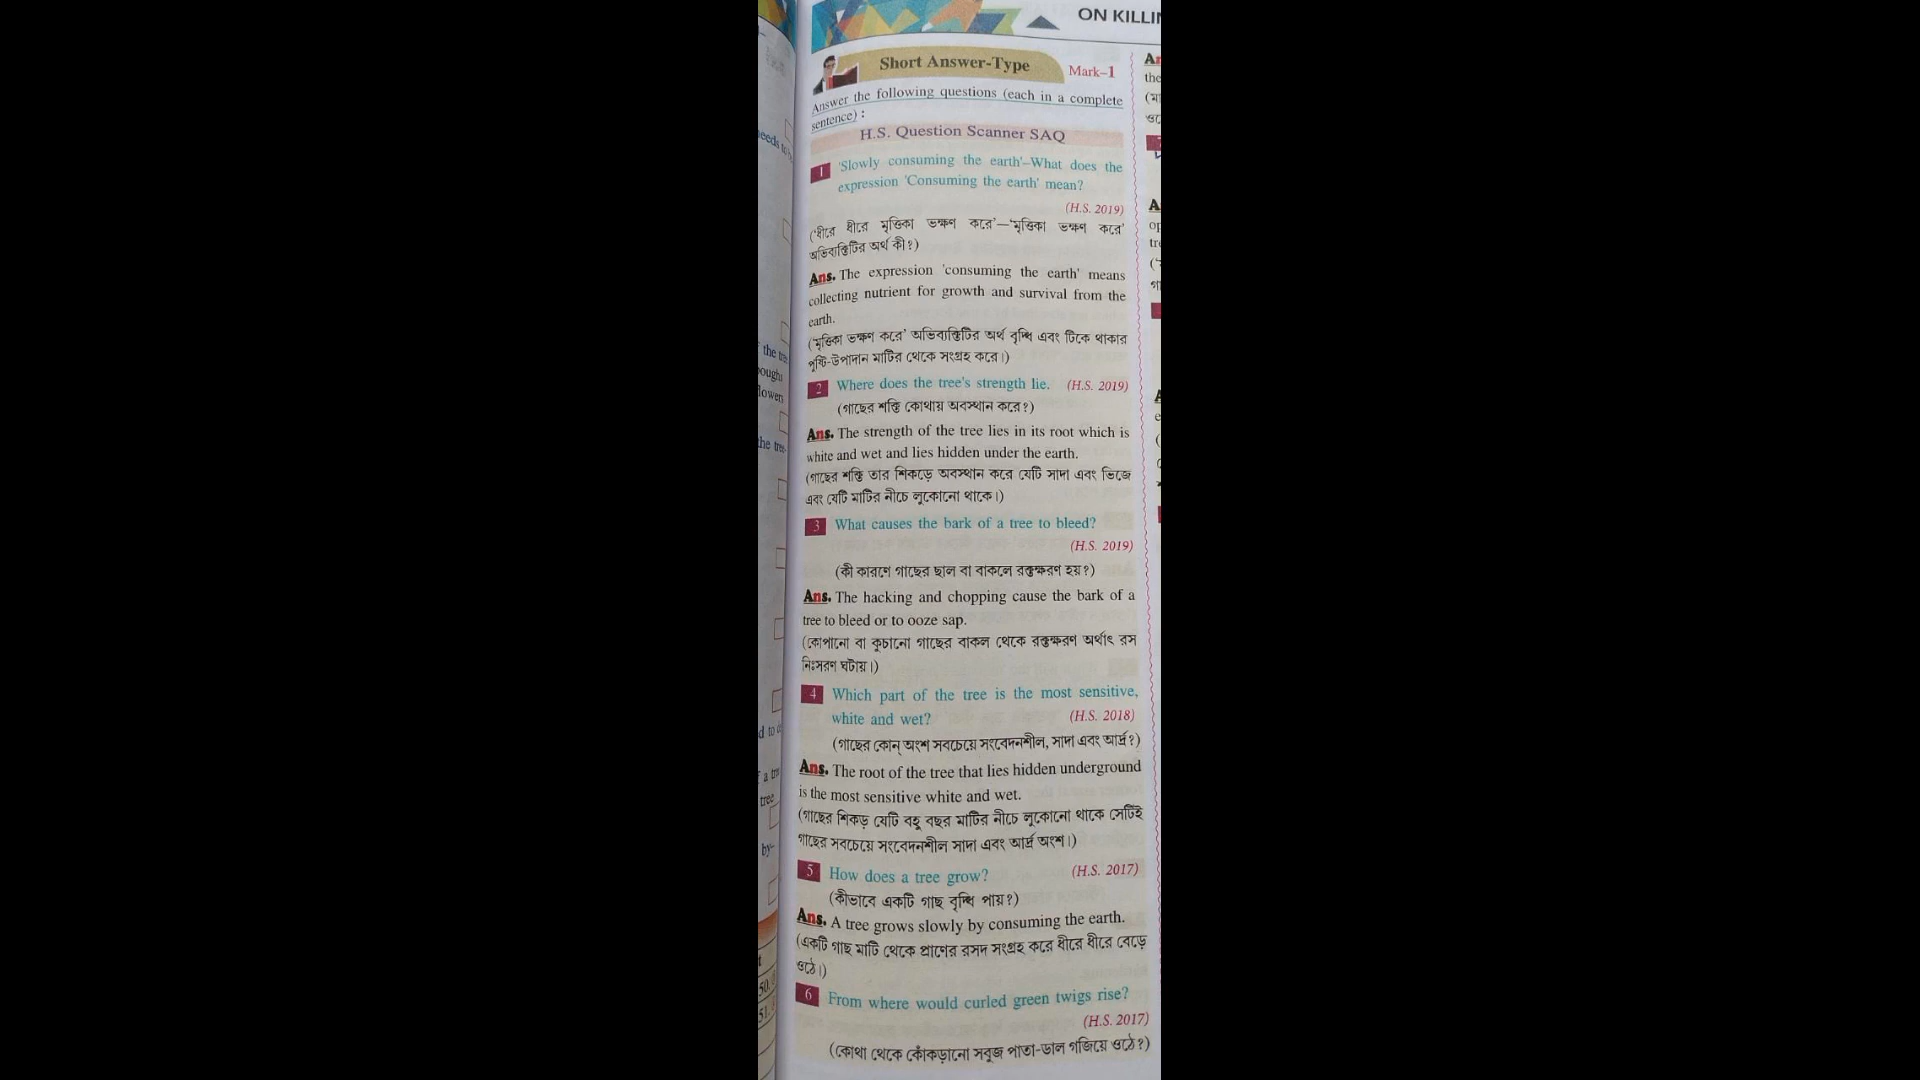 ON KILLI
Short Answer-Type
Mark–1
Answer the following questions (each in a complete
sentence) :
H.S. Question Scanner SAQ
1 'Slowly consuming the earth'–What does the
expression 'Consuming the earth' mean?
(H.S. 2019)
('ধীরে ধীরে মৃত্তিকা ভক্ষণ করে'—'মৃত্তিকা ভক্ষণ করে'
অভিব্যক্তিটির অর্থ কী?)
Ans. The expression 'consuming the earth' means
collecting nutrient for growth and survival from the
earth.
('মৃত্তিকা ভক্ষণ করে' অভিব্যক্তিটির অর্থ বৃদ্ধি এবং টিকে থাকার
পুষ্টি-উপাদান মাটির থেকে সংগ্রহ করে।)
2 Where does the tree's strength lie. (H.S. 2019)
(গাছের শক্তি কোথায় অবস্থান করে?)
Ans. The strength of the tree lies in its root which is
white and wet and lies hidden under the earth.
(গাছের শক্তি তার শিকড়ে অবস্থান করে যেটি সাদা এবং ভিজে
এবং যেটি মাটির নীচে লুকোনো থাকে।)
3 What causes the bark of a tree to bleed?
(H.S. 2019)
(কী কারণে গাছের ছাল বা বাকলে রক্তক্ষরণ হয়?)
Ans. The hacking and chopping cause the bark of a
tree to bleed or to ooze sap.
(কোপানো বা কুচানো গাছের বাকল থেকে রক্তক্ষরণ অর্থাৎ রস
নিঃসরণ ঘটায়।)
4 Which part of the tree is the most sensitive,
white and wet? (H.S. 2018)
(গাছের কোন্ অংশ সবচেয়ে সংবেদনশীল, সাদা এবং আর্দ্র?)
Ans. The root of the tree that lies hidden underground
is the most sensitive white and wet.
(গাছের শিকড় যেটি বহু বছর মাটির নীচে লুকোনো থাকে সেটিই
গাছের সবচেয়ে সংবেদনশীল সাদা এবং আর্দ্র অংশ।)
5 How does a tree grow? (H.S. 2017)
(কীভাবে একটি গাছ বৃদ্ধি পায়?)
Ans. A tree grows slowly by consuming the earth.
(একটি গাছ মাটি থেকে প্রাণের রসদ সংগ্রহ করে ধীরে ধীরে বেড়ে
ওঠে।)
6 From where would curled green twigs rise?
(H.S. 2017)
(কোথা থেকে কোঁকড়ানো সবুজ পাতা-ডাল গজিয়ে ওঠে?)